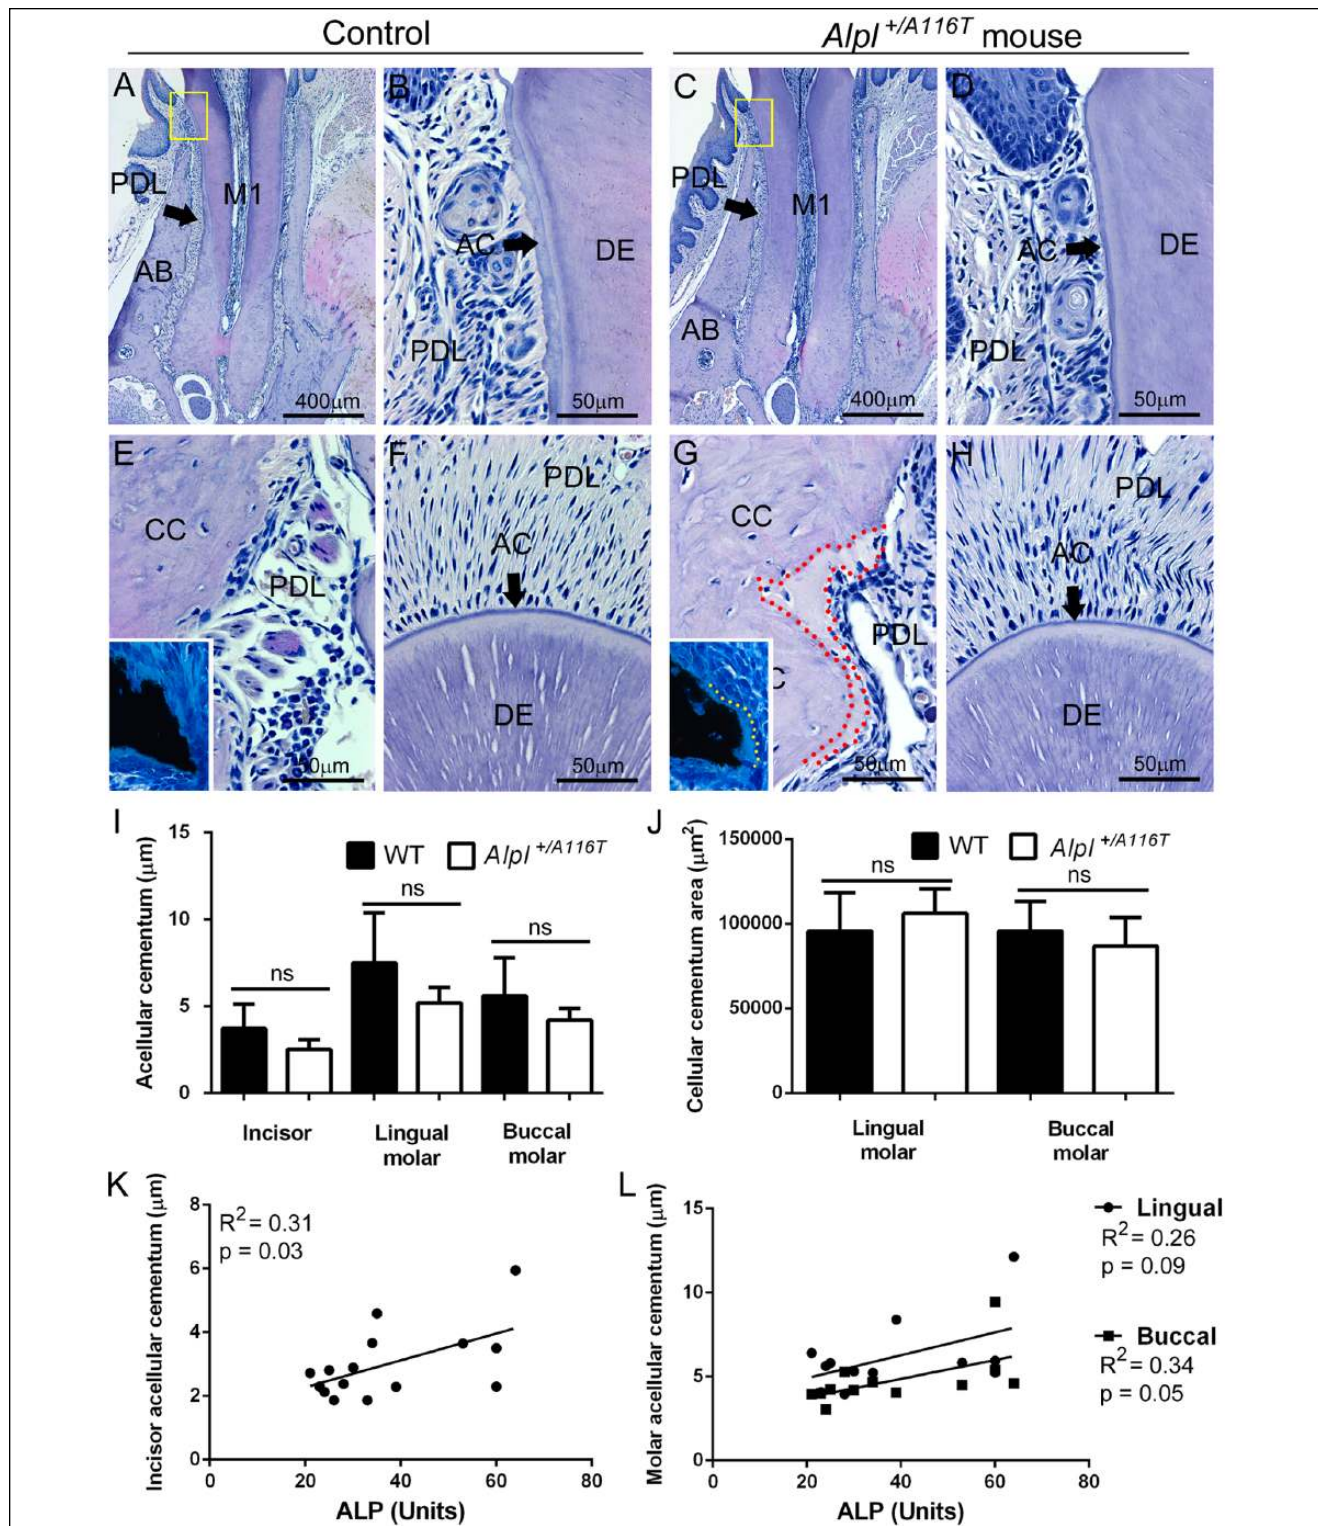 Control
Alpl +/A116T mouse
A
PDL
M1
AB
400µm
B
AC
DE
PDL
50µm
C
PDL
M1
AB
400µm
D
AC
DE
PDL
50µm
E
CC
PDL
50µm
F
PDL
AC
DE
50µm
G
CC
PDL
C
50µm
H
PDL
AC
DE
50µm
I
Acellular cementum (µm)
15
10
5
0
WT
Alpl +/A116T
ns
ns
ns
Incisor
Lingual
molar
Buccal
molar
J
Cellular cementum area (µm²)
150000
100000
50000
0
WT
Alpl +/A116T
ns
ns
Lingual
molar
Buccal
molar
K
Incisor acellular cementum (µm)
8
6
4
2
0
R² = 0.31
p = 0.03
0 20 40 60 80
ALP (Units)
L
Molar acellular cementum (µm)
15
10
5
0
0 20 40 60 80
ALP (Units)
Lingual
R² = 0.26
p = 0.09
Buccal
R² = 0.34
p = 0.05